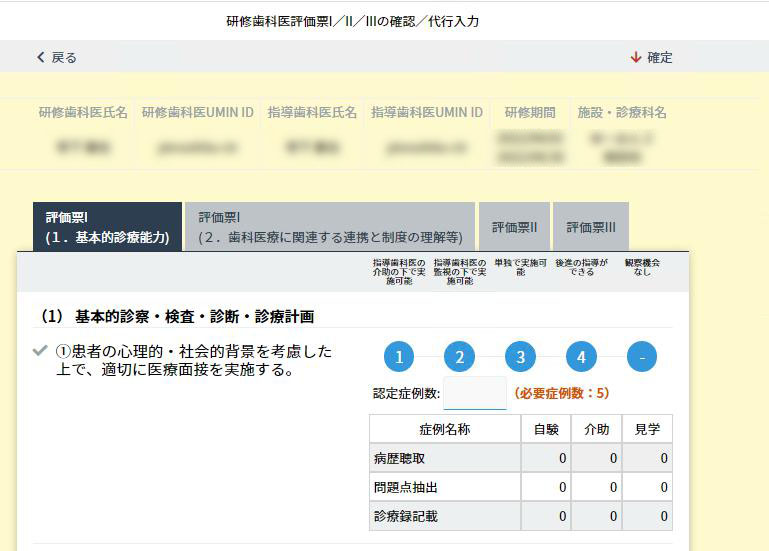 研修歯科医評価票I／II／IIIの確認／代行入力
戻る
確定
研修歯科医氏名 研修歯科医UMIN ID 指導歯科医氏名 指導歯科医UMIN ID 研修期間 施設・診療科名
評価票I
(１．基本的診療能力)
評価票I
(２．歯科医療に関連する連携と制度の理解等)
評価票II
評価票III
指導歯科医の
介助の下で実
施可能
指導歯科医の
監視の下で実
施可能
単独で実施可
能
後進の指導が
できる
観察機会
なし
（1） 基本的診察・検査・診断・診療計画
①患者の心理的・社会的背景を考慮した
上で、適切に医療面接を実施する。
1 2 3 4 -
認定症例数: （必要症例数：5）
症例名称 自験 介助 見学
病歴聴取 0 0 0
問題点抽出 0 0 0
診療録記載 0 0 0